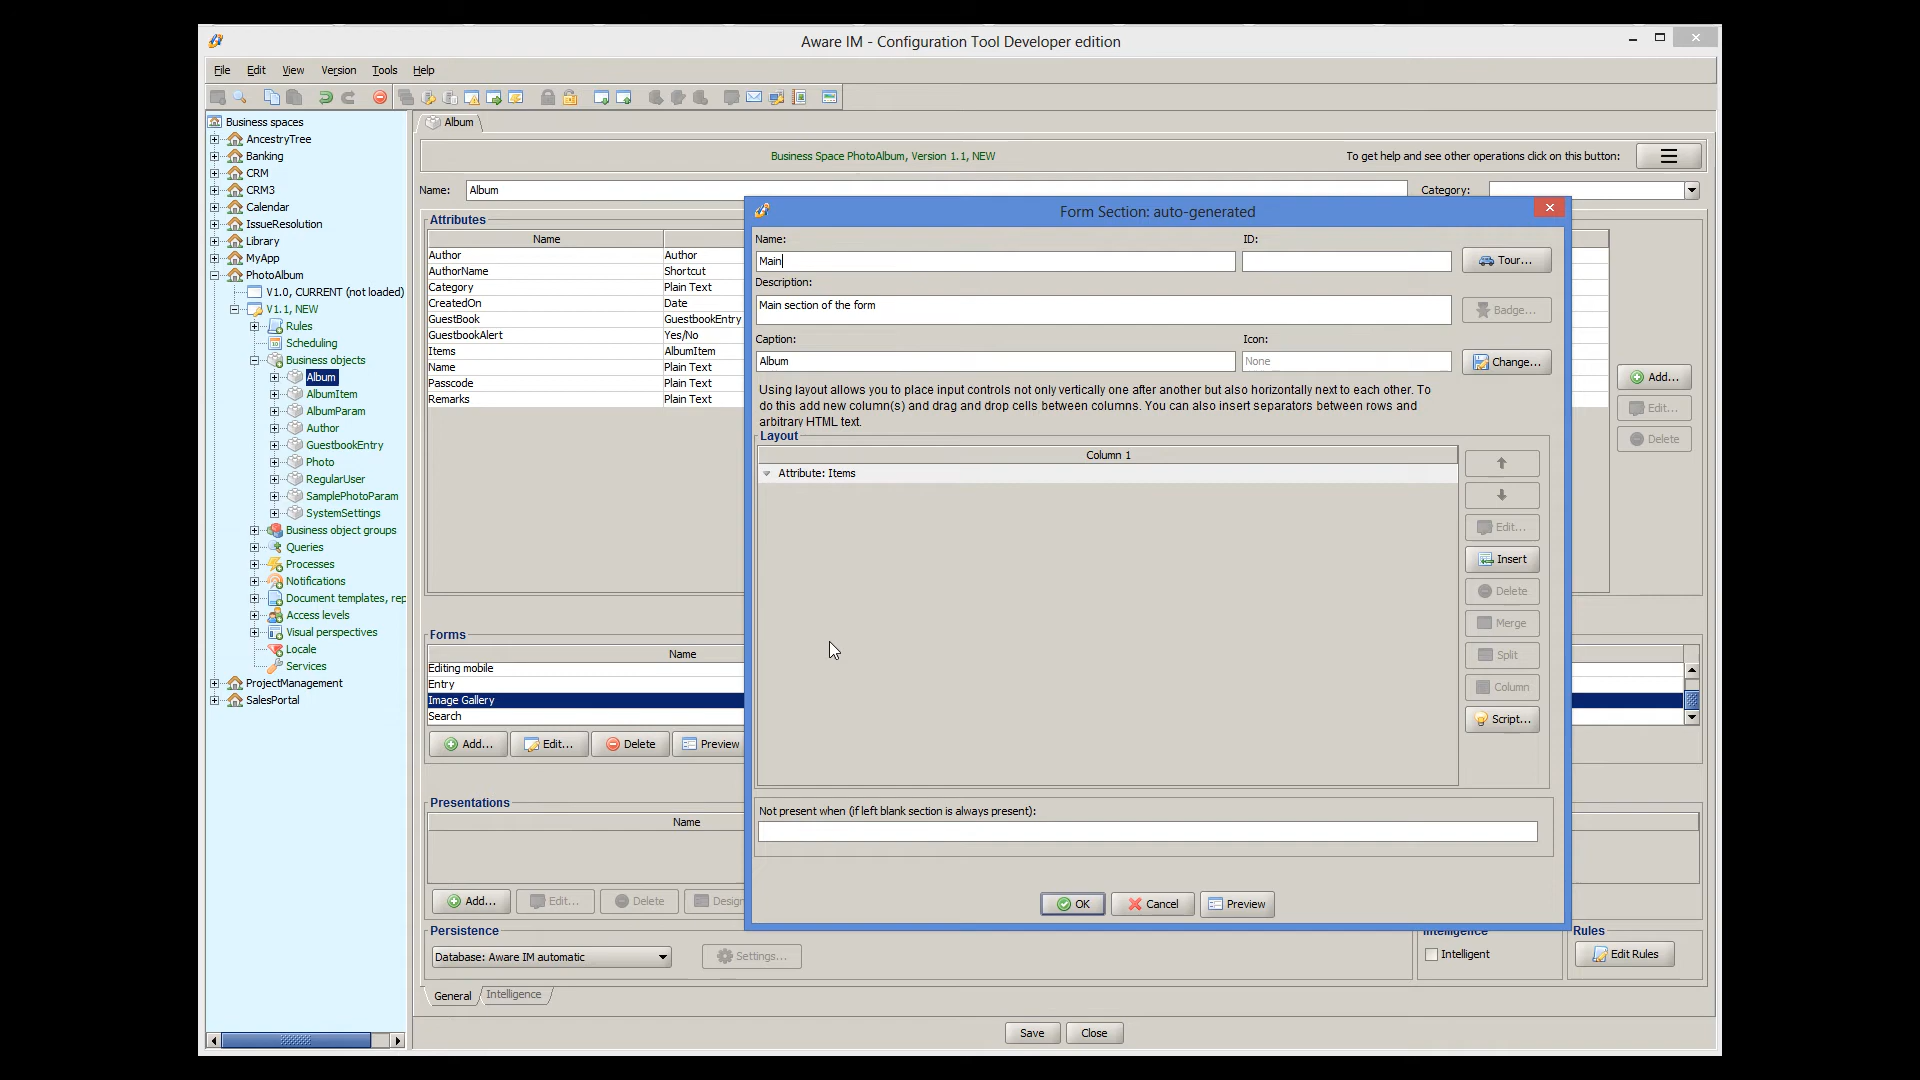 Aware IM - Configuration Tool Developer edition
File Edit View Version Tools Help
Business spaces
AncestryTree
Banking
CRM
CRM3
Calendar
IssueResolution
Library
MyApp
PhotoAlbum
V1.0, CURRENT (not loaded)
V1.1, NEW
Rules
Scheduling
Business objects
Album
AlbumItem
AlbumParam
Author
GuestbookEntry
Photo
RegularUser
SamplePhotoParam
SystemSettings
Business object groups
Queries
Processes
Notifications
Document templates, rep
Access levels
Visual perspectives
Locale
Services
ProjectManagement
SalesPortal
Album
Business Space PhotoAlbum, Version 1.1, NEW
To get help and see other operations click on this button:
Name: Album Category:
Attributes
Name
Author Author
AuthorName Shortcut
Category Plain Text
CreatedOn Date
GuestBook GuestbookEntry
GuestbookAlert Yes/No
Items AlbumItem
Name Plain Text
Passcode Plain Text
Remarks Plain Text
Add...
Edit...
Delete
Forms
Name
Editing mobile
Entry
Image Gallery
Search
Add... Edit... Delete Preview
Presentations
Name
Add... Edit... Delete Design
Persistence
Database: Aware IM automatic Settings...
Intelligence
Intelligent
Rules
Edit Rules
General Intelligence
Save Close
Form Section: auto-generated
Name: ID:
Main Tour...
Description:
Main section of the form Badge...
Caption: Icon:
Album None Change...
Using layout allows you to place input controls not only vertically one after another but also horizontally next to each other. To
do this add new column(s) and drag and drop cells between columns. You can also insert separators between rows and
arbitrary HTML text.
Layout
Column 1
Attribute: Items
Edit...
Insert
Delete
Merge
Split
Column
Script...
Not present when (if left blank section is always present):
OK Cancel Preview